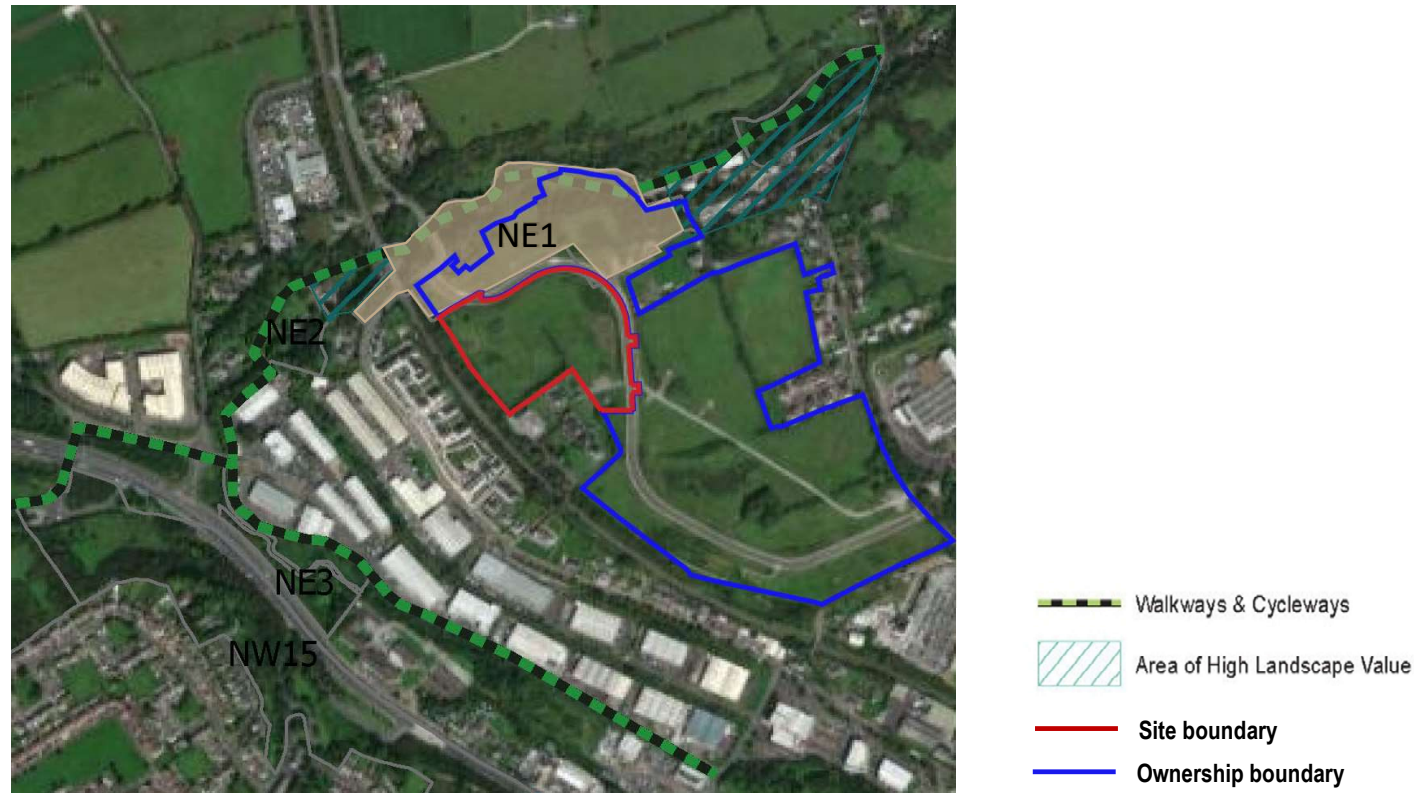 NE1
NE2
NE3
NW15
Walkways & Cycleways
Area of High Landscape Value
Site boundary
Ownership boundary